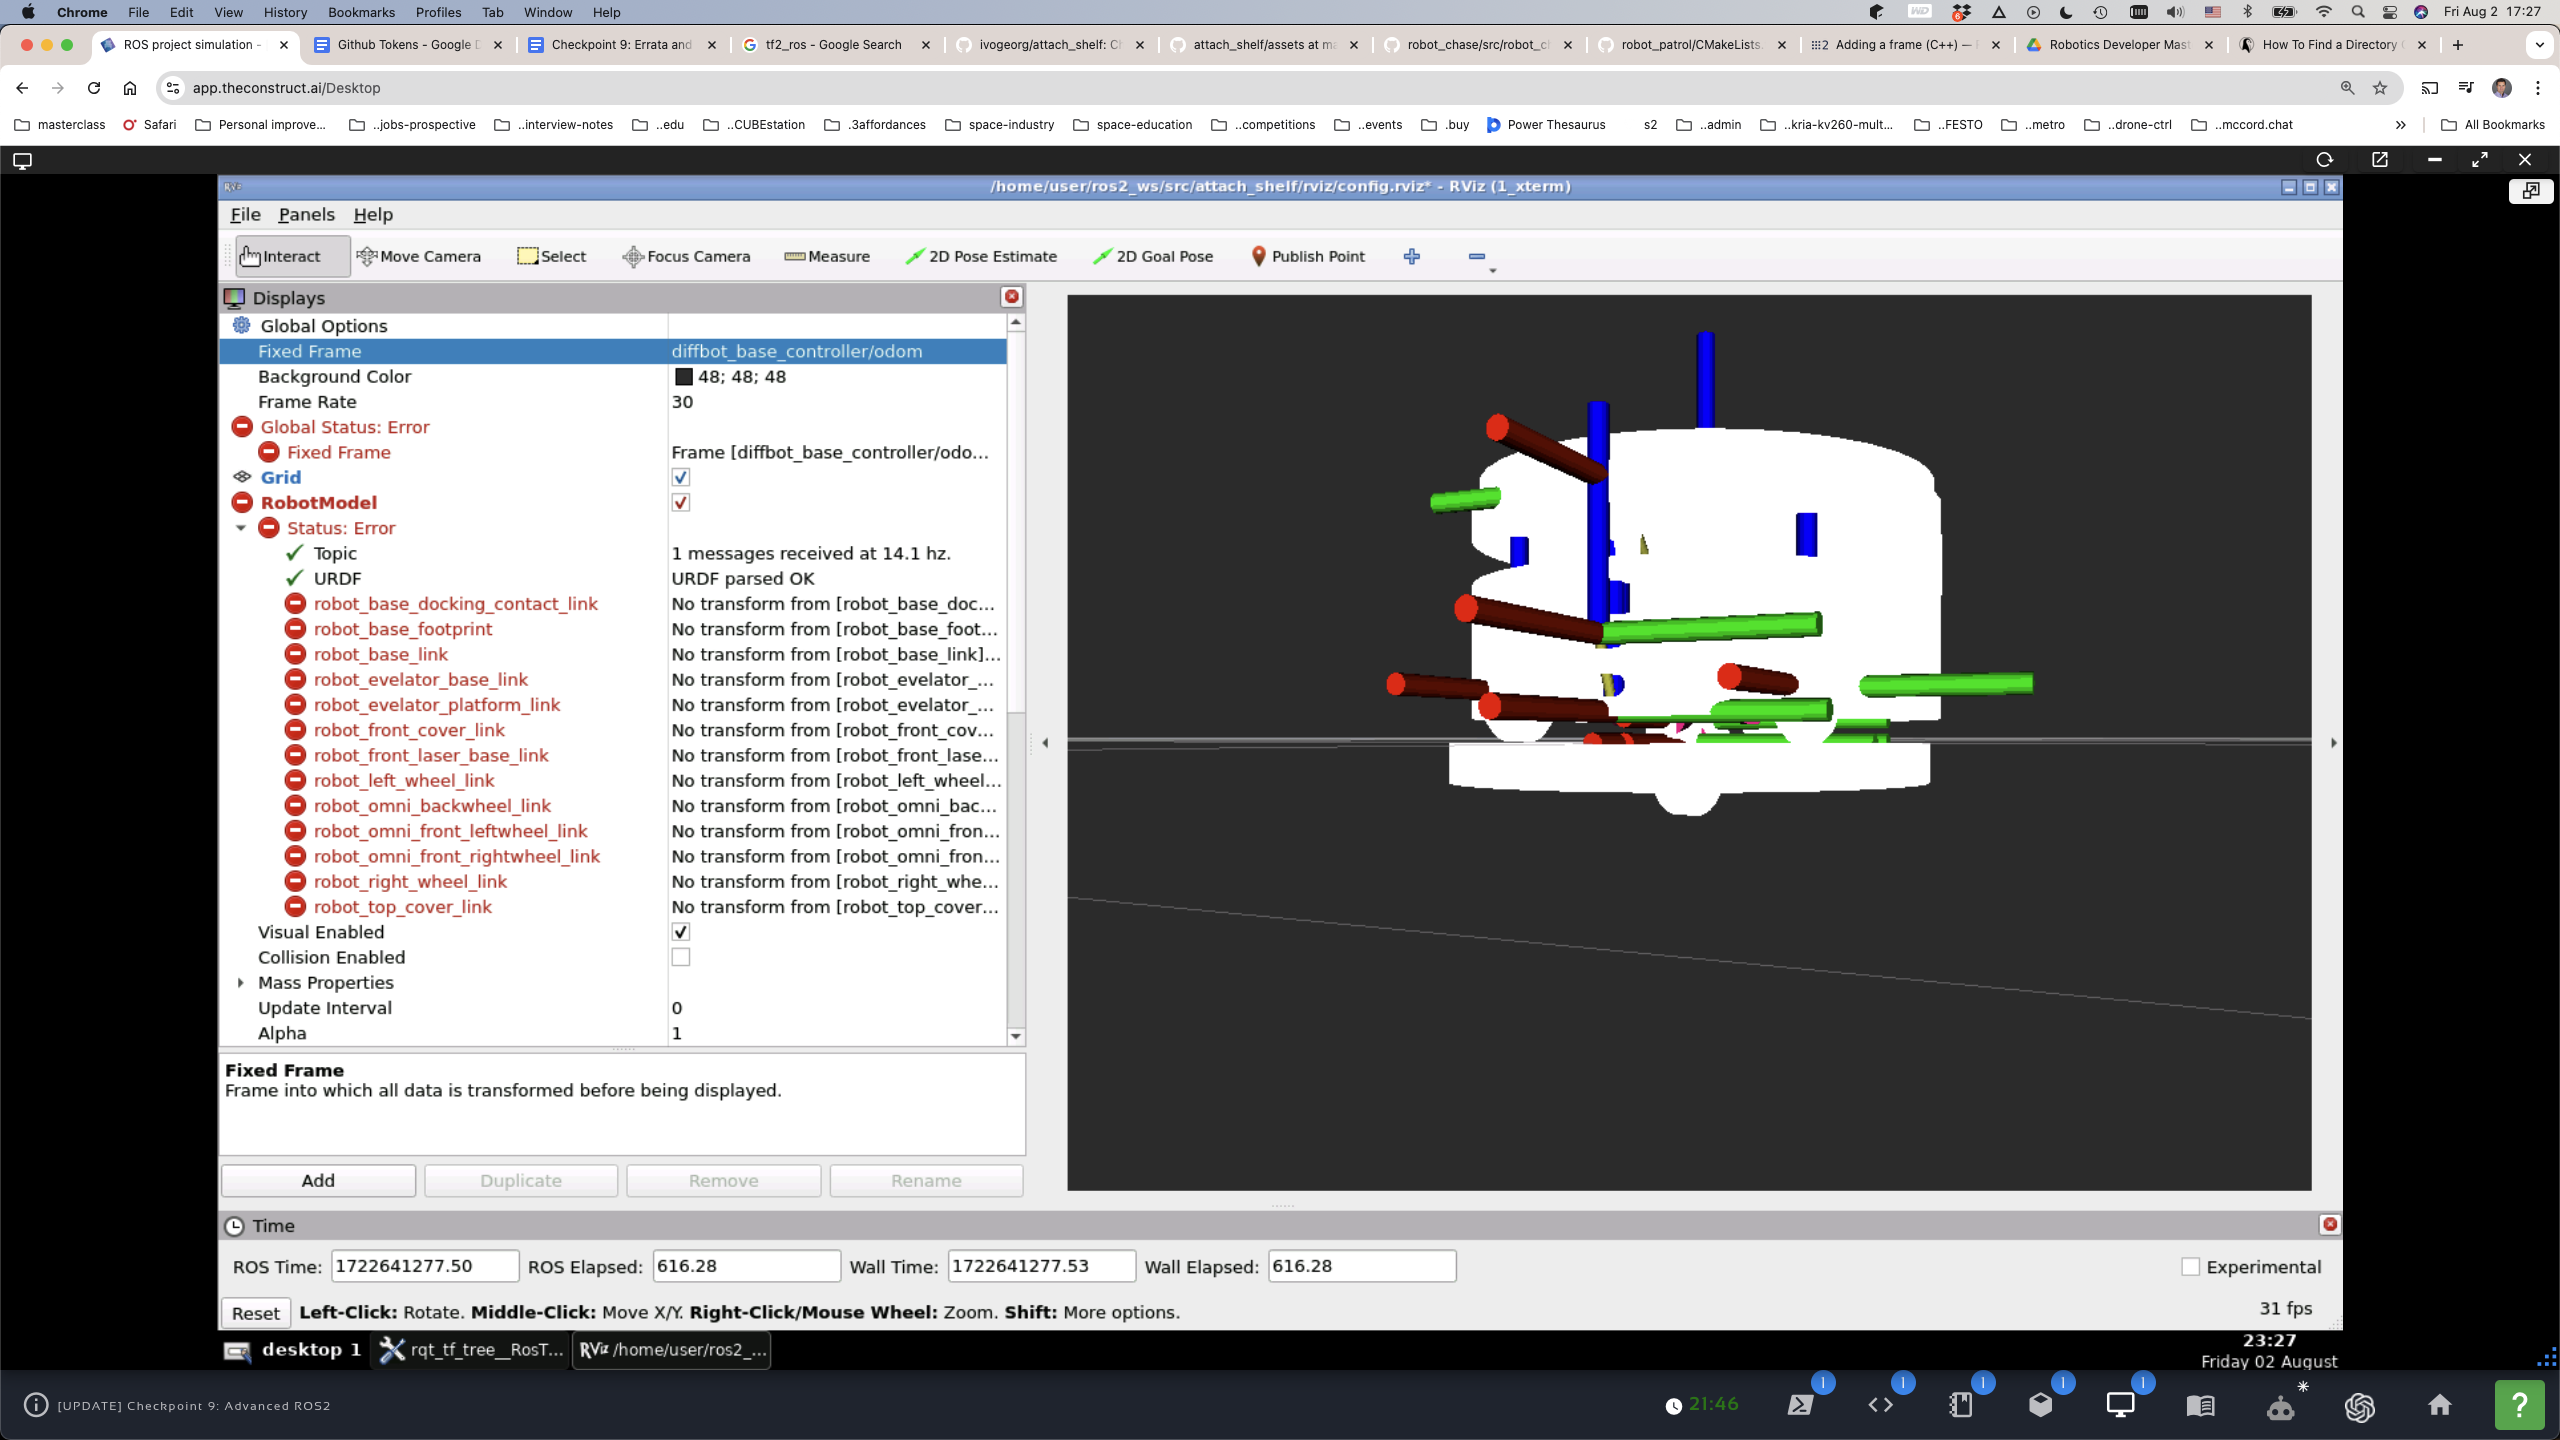 Chrome File Edit View History Bookmarks Profiles Tab Window Help Fri Aug 2 17:27
ROS project simulation - Github Tokens - Google D Checkpoint 9: Errata and tf2_ros - Google Search ivogeorg/attach_shelf: Ch attach_shelf/assets at ma robot_chase/src/robot_c robot_patrol/CMakeLists. Adding a frame (C++) — Robotics Developer Mast How To Find a Directory
app.theconstruct.ai/Desktop
masterclass Safari Personal improve... ..jobs-prospective ..interview-notes ..edu ..CUBEstation .3affordances space-industry space-education ..competitions ..events .buy Power Thesaurus s2 ..admin ..kria-kv260-mult... ..FESTO ..metro ..drone-ctrl ..mccord.chat All Bookmarks
/home/user/ros2_ws/src/attach_shelf/rviz/config.rviz* - RViz (1_xterm)
File Panels Help
Interact Move Camera Select Focus Camera Measure 2D Pose Estimate 2D Goal Pose Publish Point
Displays
Global Options
Fixed Frame diffbot_base_controller/odom
Background Color 48; 48; 48
Frame Rate 30
Global Status: Error
Fixed Frame Frame [diffbot_base_controller/odo...
Grid
RobotModel
Status: Error
Topic 1 messages received at 14.1 hz.
URDF URDF parsed OK
robot_base_docking_contact_link No transform from [robot_base_doc...
robot_base_footprint No transform from [robot_base_foot...
robot_base_link No transform from [robot_base_link]...
robot_evelator_base_link No transform from [robot_evelator_...
robot_evelator_platform_link No transform from [robot_evelator_...
robot_front_cover_link No transform from [robot_front_cov...
robot_front_laser_base_link No transform from [robot_front_lase...
robot_left_wheel_link No transform from [robot_left_wheel...
robot_omni_backwheel_link No transform from [robot_omni_bac...
robot_omni_front_leftwheel_link No transform from [robot_omni_fron...
robot_omni_front_rightwheel_link No transform from [robot_omni_fron...
robot_right_wheel_link No transform from [robot_right_whe...
robot_top_cover_link No transform from [robot_top_cover...
Visual Enabled
Collision Enabled
Mass Properties
Update Interval 0
Alpha 1
Fixed Frame
Frame into which all data is transformed before being displayed.
Add Duplicate Remove Rename
Time
ROS Time: 1722641277.50 ROS Elapsed: 616.28 Wall Time: 1722641277.53 Wall Elapsed: 616.28 Experimental
Reset Left-Click: Rotate. Middle-Click: Move X/Y. Right-Click/Mouse Wheel: Zoom. Shift: More options. 31 fps
desktop 1 rqt_tf_tree__RosT... RViz /home/user/ros2_... 23:27
Friday 02 August
[UPDATE] Checkpoint 9: Advanced ROS2 21:46 1 1 1 1 1 ?